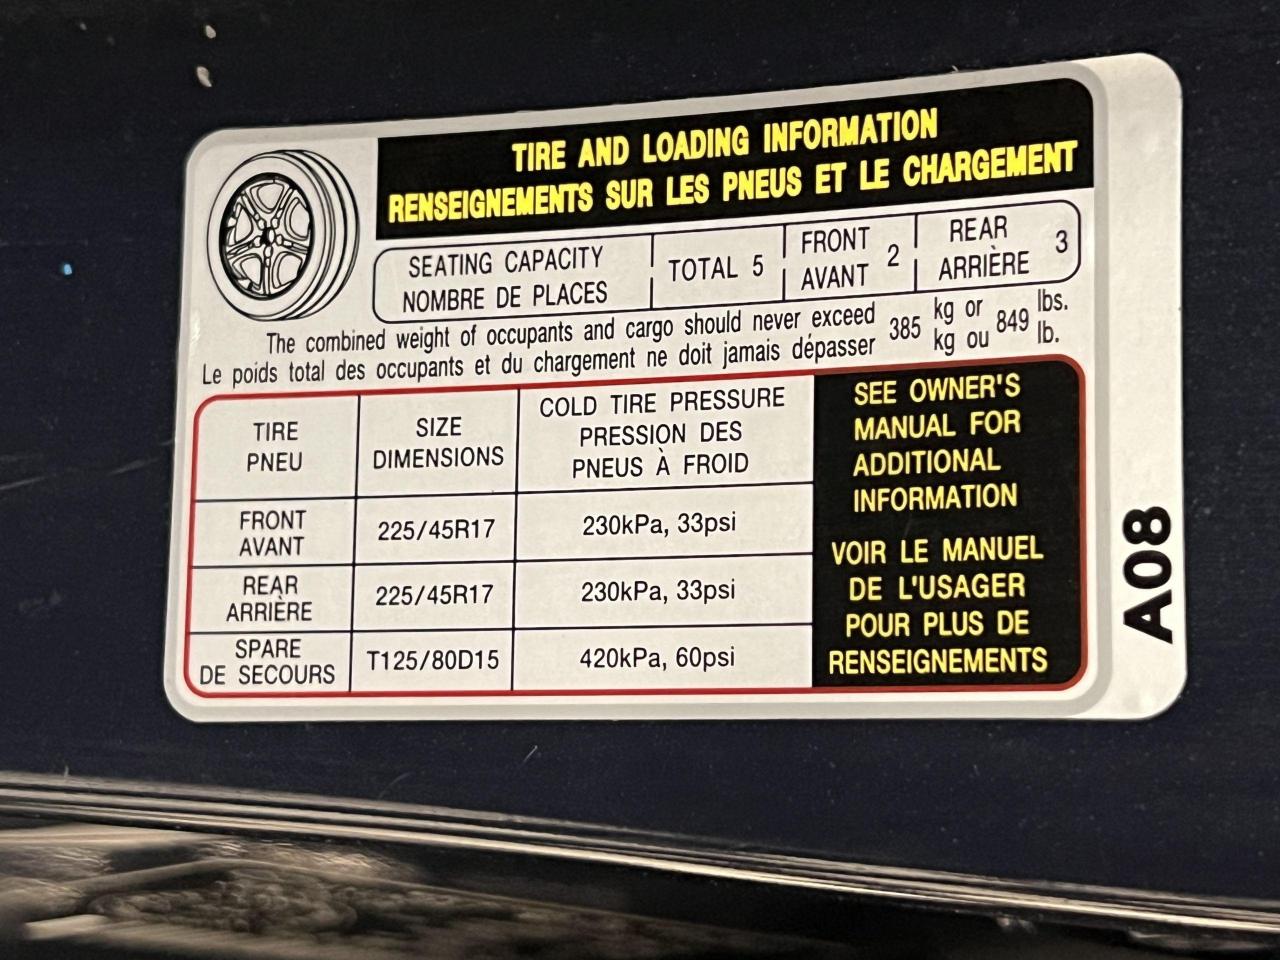 TIRE AND LOADING INFORMATION
RENSEIGNEMENTS SUR LES PNEUS ET LE CHARGEMENT
SEATING CAPACITY
NOMBRE DE PLACES
TOTAL 5
FRONT
AVANT
2
REAR
ARRIÈRE
3
The combined weight of occupants and cargo should never exceed 385 kg or 849 lbs.
Le poids total des occupants et du chargement ne doit jamais dépasser kg ou lb.
TIRE
PNEU
SIZE
DIMENSIONS
COLD TIRE PRESSURE
PRESSION DES
PNEUS À FROID
FRONT
AVANT
225/45R17
230kPa, 33psi
REAR
ARRIÈRE
225/45R17
230kPa, 33psi
SPARE
DE SECOURS
T125/80D15
420kPa, 60psi
SEE OWNER'S
MANUAL FOR
ADDITIONAL
INFORMATION
VOIR LE MANUEL
DE L'USAGER
POUR PLUS DE
RENSEIGNEMENTS
A08